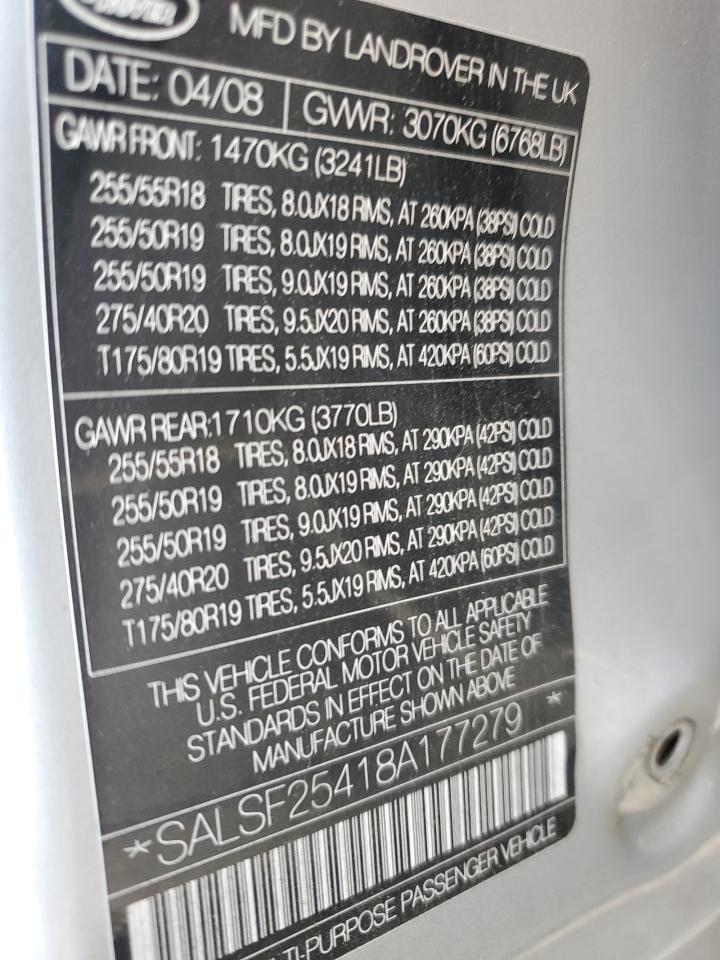 ROVER
MFD BY LANDROVER IN THE UK
DATE: 04/08 GVWR: 3070KG (6768LB)
GAWR FRONT: 1470KG (3241LB)
255/55R18 TIRES, 8.0JX18 RIMS, AT 260KPA (38PSI) COLD
255/50R19 TIRES, 8.0JX19 RIMS, AT 260KPA (38PSI) COLD
255/50R19 TIRES, 9.0JX19 RIMS, AT 260KPA (38PSI) COLD
275/40R20 TIRES, 9.5JX20 RIMS, AT 260KPA (38PSI) COLD
T175/80R19 TIRES, 5.5JX19 RIMS, AT 420KPA (60PSI) COLD
GAWR REAR:1710KG (3770LB)
255/55R18 TIRES, 8.0JX18 RIMS, AT 290KPA (42PSI) COLD
255/50R19 TIRES, 8.0JX19 RIMS, AT 290KPA (42PSI) COLD
255/50R19 TIRES, 9.0JX19 RIMS, AT 290KPA (42PSI) COLD
275/40R20 TIRES, 9.5JX20 RIMS, AT 290KPA (42PSI) COLD
T175/80R19 TIRES, 5.5JX19 RIMS, AT 420KPA (60PSI) COLD
THIS VEHICLE CONFORMS TO ALL APPLICABLE
U.S. FEDERAL MOTOR VEHICLE SAFETY
STANDARDS IN EFFECT ON THE DATE OF
MANUFACTURE SHOWN ABOVE
*SALSF25418A177279 *
TI-PURPOSE PASSENGER VEHICLE